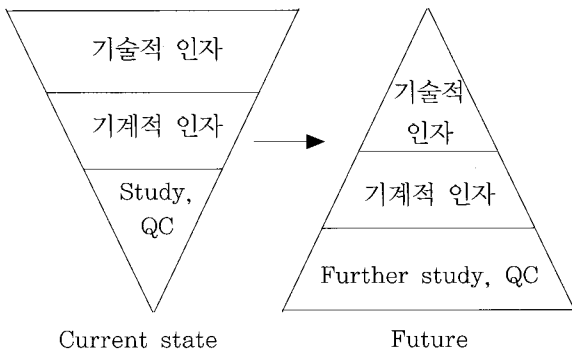 기술적 인자
기계적 인자
Study,
QC
Current state
기술적
인자
기계적 인자
Further study, QC
Future